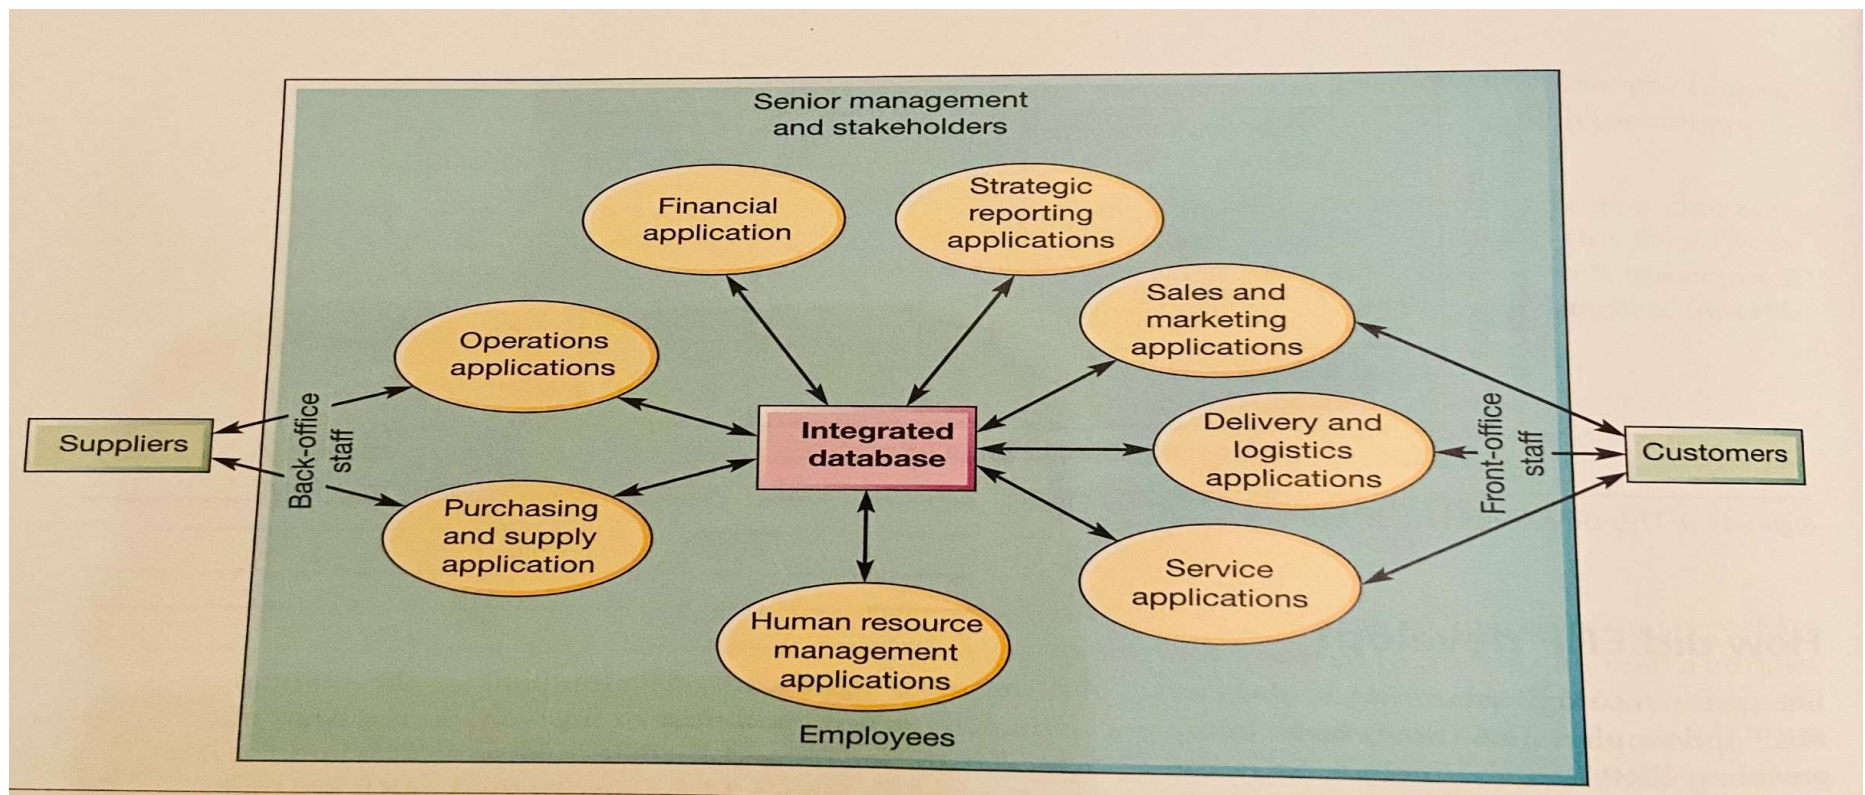 Senior management
and stakeholders
Financial
application
Strategic
reporting
applications
Sales and
marketing
applications
Operations
applications
Suppliers
Back-office
staff
Integrated
database
Delivery and
logistics
applications
Front-office
staff
Customers
Purchasing
and supply
application
Service
applications
Human resource
management
applications
Employees